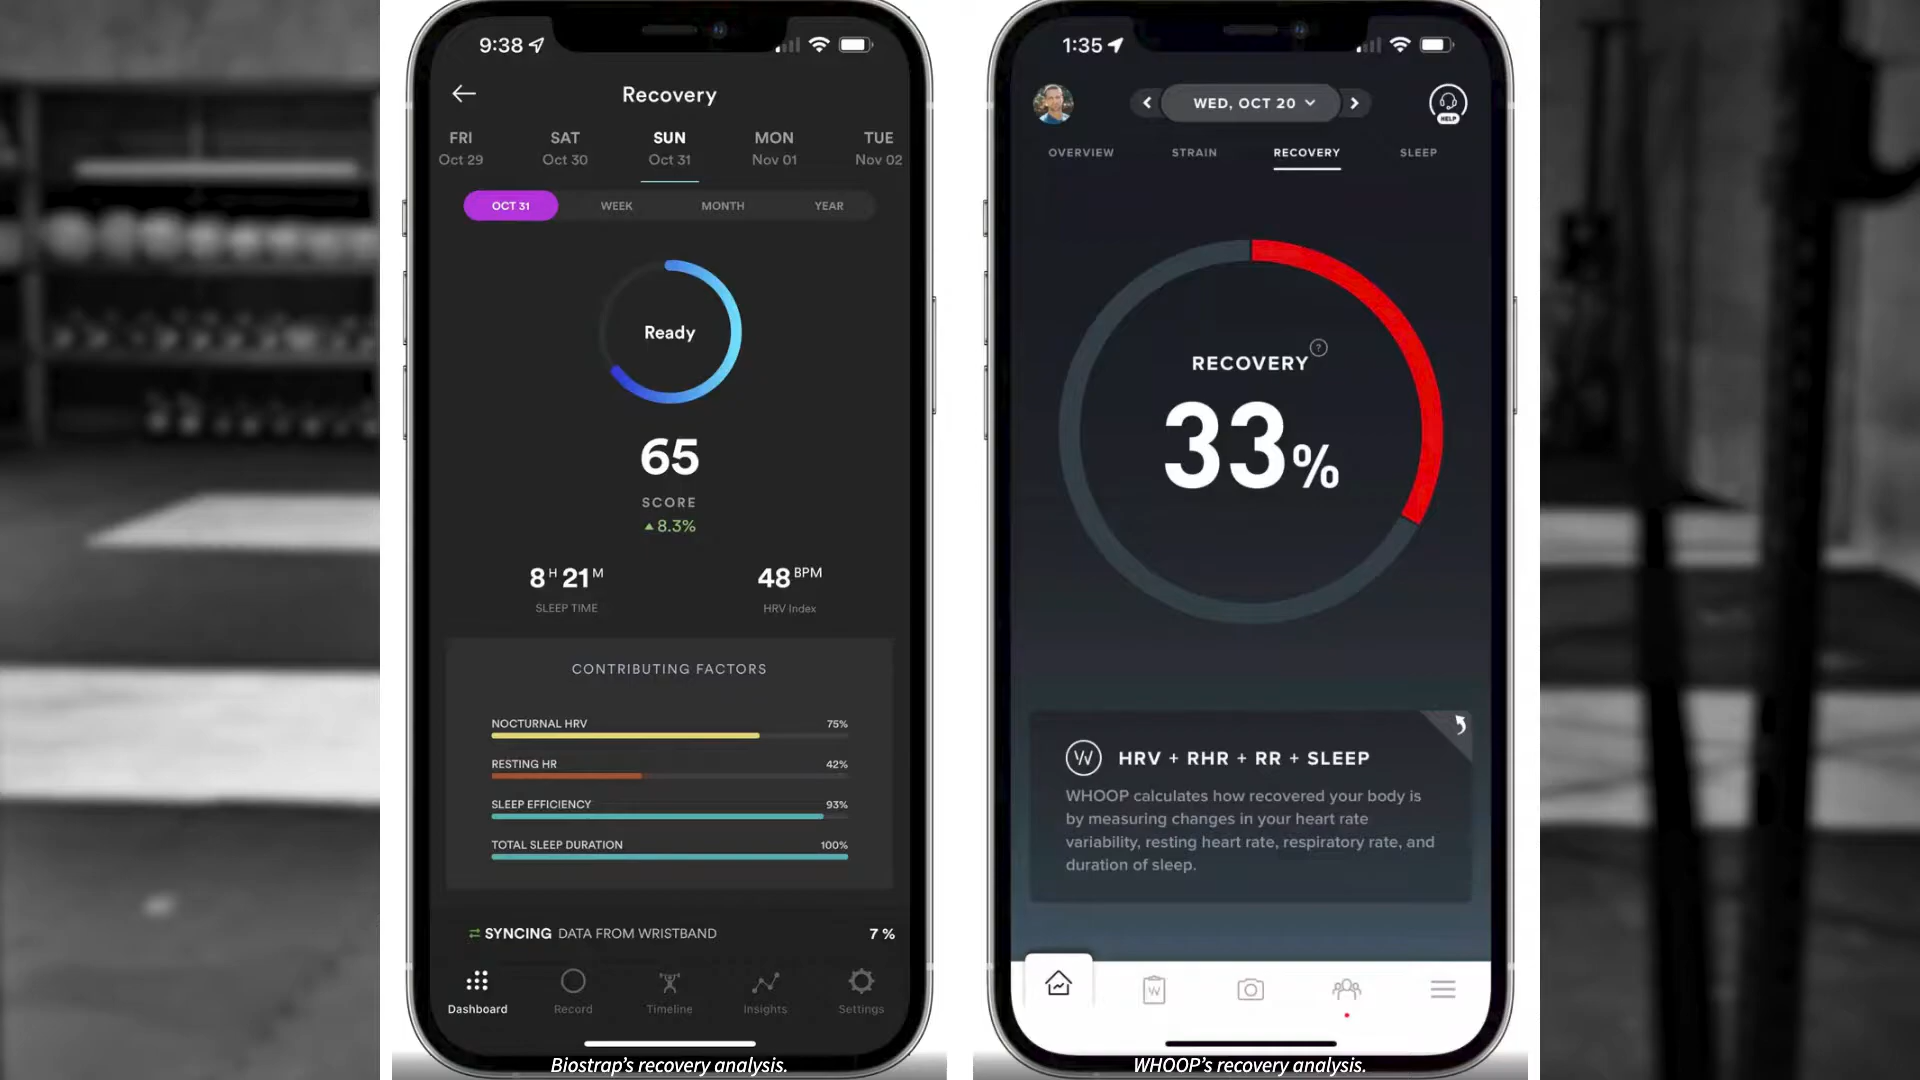 9:38
Recovery
FRI SAT SUN MON TUE
Oct 29 Oct 30 Oct 31 Nov 01 Nov 02
OCT 31 WEEK MONTH YEAR
Ready
65
SCORE
▲8.3%
8 H 21 M 48 BPM
SLEEP TIME HRV Index
CONTRIBUTING FACTORS
NOCTURNAL HRV 75%
RESTING HR 42%
SLEEP EFFICIENCY 93%
TOTAL SLEEP DURATION 100%
SYNCING DATA FROM WRISTBAND 7 %
Dashboard Record Timeline Insights Settings
Biostrap's recovery analysis.
1:35
WED, OCT 20
HELP
OVERVIEW STRAIN RECOVERY SLEEP
RECOVERY ?
33%
W HRV + RHR + RR + SLEEP
WHOOP calculates how recovered your body is
by measuring changes in your heart rate
variability, resting heart rate, respiratory rate, and
duration of sleep.
W
WHOOP's recovery analysis.